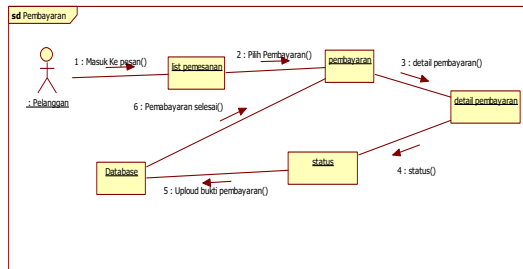 sd Pembayaran
1 : Masuk Ke pesan()
2 : Pilih Pembayaran()
3 : detail pembayaran()
list pemesanan
pembayaran
: Pelanggan
6 : Pemabayaran selesai()
detail pembayaran
Database
status
4 : status()
5 : Uploud bukti pembayaran()